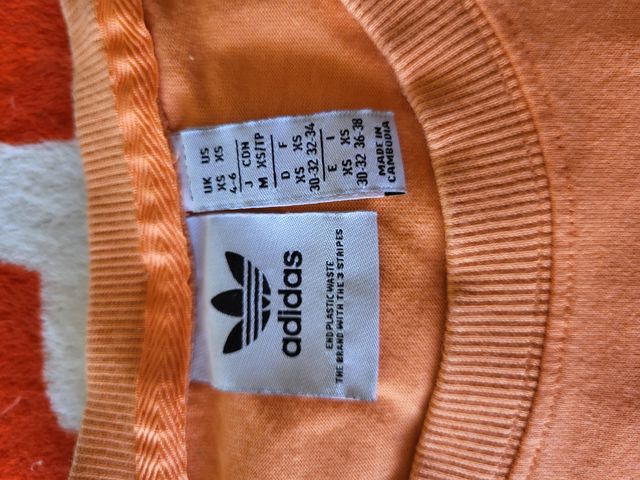 UK US
XS XS
4-6
J CDN
M XS/TP
D F
XS XS
30-32 32-34
E I
XS XS
30-32 36-38
MADE IN
CAMBODIA
adidas
END PLASTIC WASTE
THE BRAND WITH THE 3 STRIPES